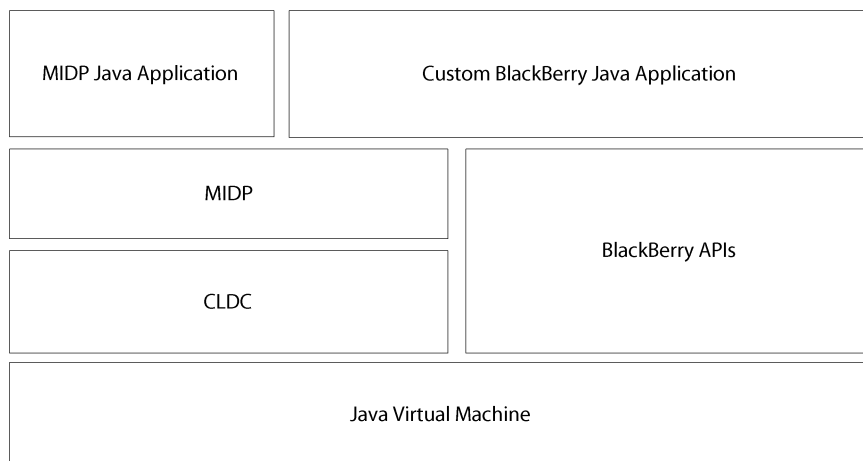 MIDP Java Application
Custom BlackBerry Java Application
MIDP
BlackBerry APIs
CLDC
Java Virtual Machine